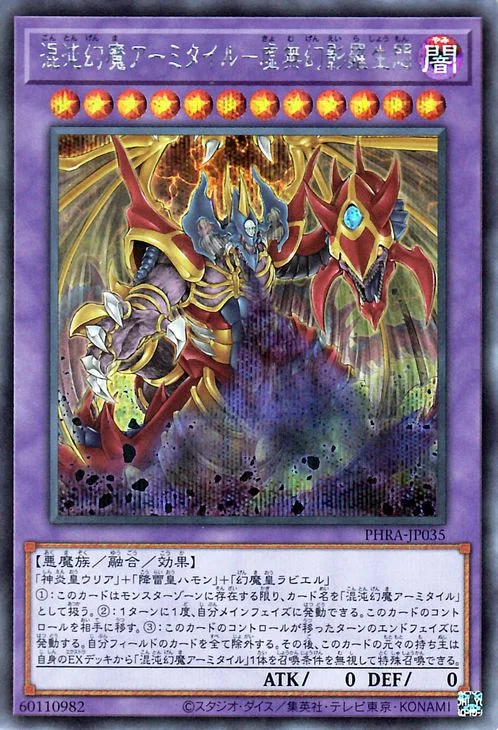 混沌幻魔アーミタイル－虚無幻影羅生悶
闇
PHRA-JP035
【悪魔族／融合／効果】
「神炎皇ウリア」＋「降雷皇ハモン」＋「幻魔皇ラビエル」
①：このカードはモンスターゾーンに存在する限り、カード名を「混沌幻魔アーミタイル」
として扱う。②：１ターンに１度、自分メインフェイズに発動できる。このカードのコント
ロールを相手に移す。③：このカードのコントロールが移ったターンのエンドフェイズに
発動する。自分フィールドのカードを全て除外する。その後、このカードの元々の持ち主は
自身のEXデッキから「混沌幻魔アーミタイル」１体を召喚条件を無視して特殊召喚できる。
ATK/ 0 DEF/ 0
60110982 ©スタジオ・ダイス／集英社・テレビ東京・KONAMI